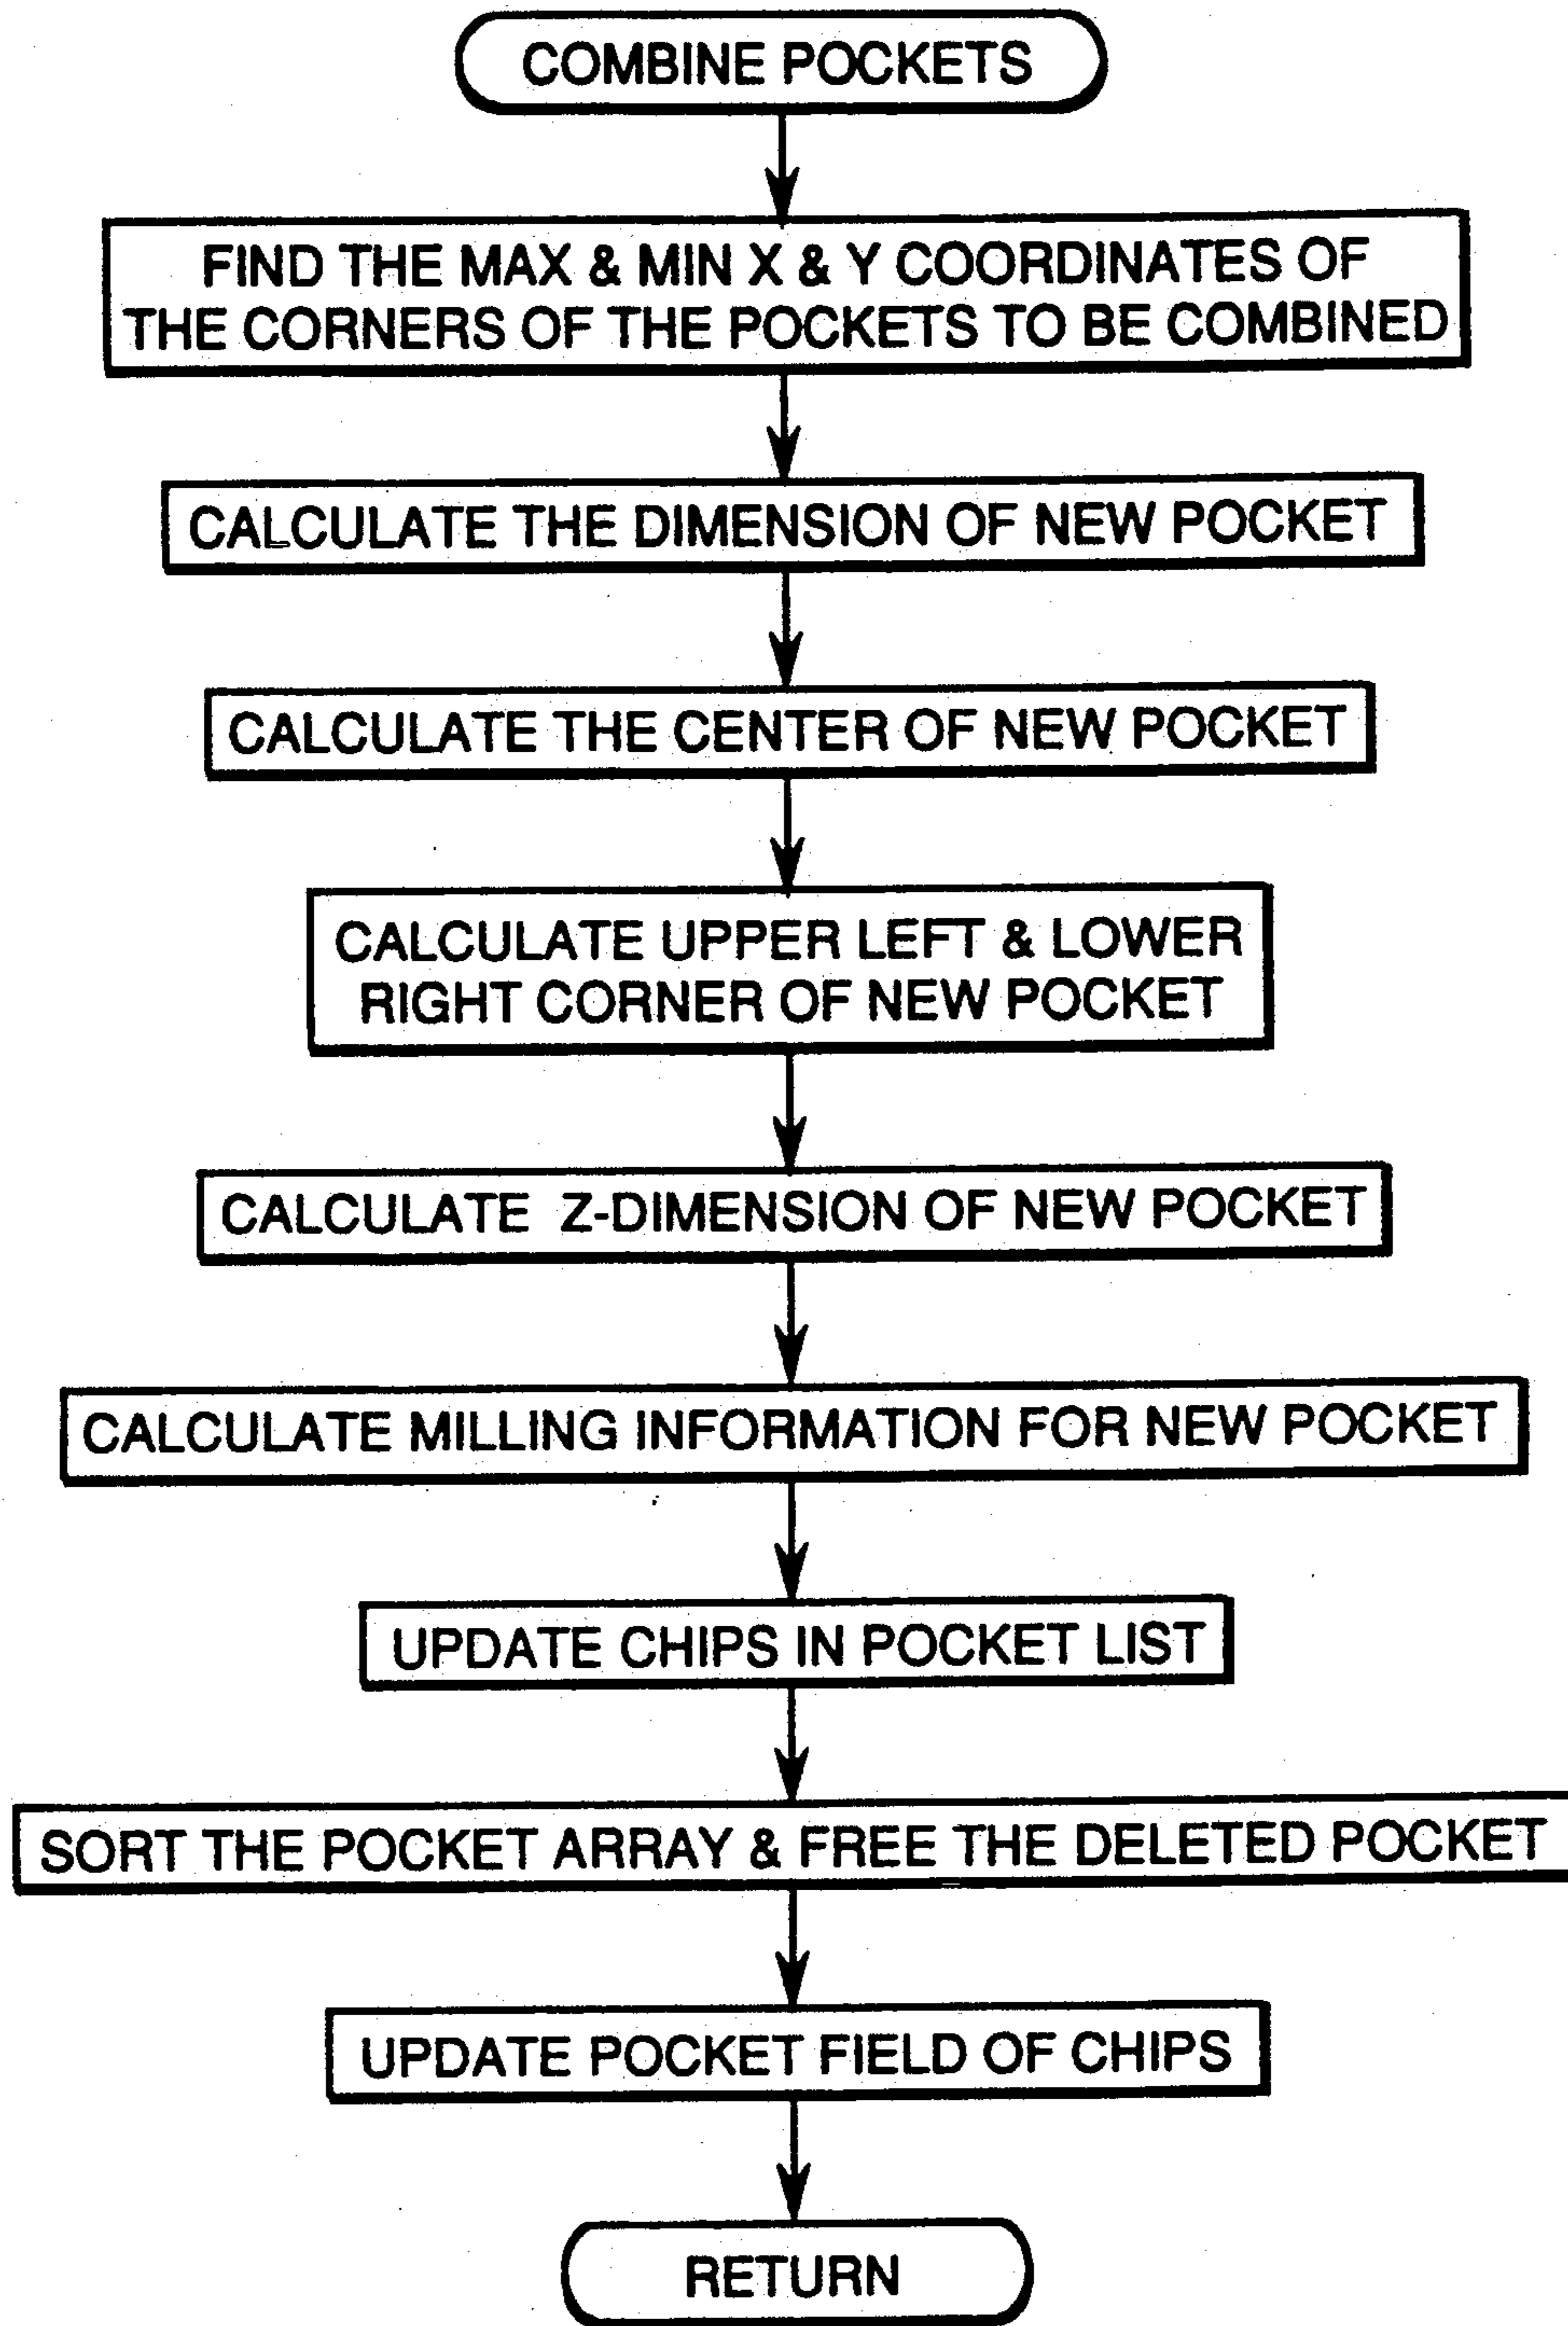 COMBINE POCKETS
FIND THE MAX & MIN X & Y COORDINATES OF
THE CORNERS OF THE POCKETS TO BE COMBINED
CALCULATE THE DIMENSION OF NEW POCKET
CALCULATE THE CENTER OF NEW POCKET
CALCULATE UPPER LEFT & LOWER
RIGHT CORNER OF NEW POCKET
CALCULATE Z-DIMENSION OF NEW POCKET
CALCULATE MILLING INFORMATION FOR NEW POCKET
UPDATE CHIPS IN POCKET LIST
SORT THE POCKET ARRAY & FREE THE DELETED POCKET
UPDATE POCKET FIELD OF CHIPS
RETURN